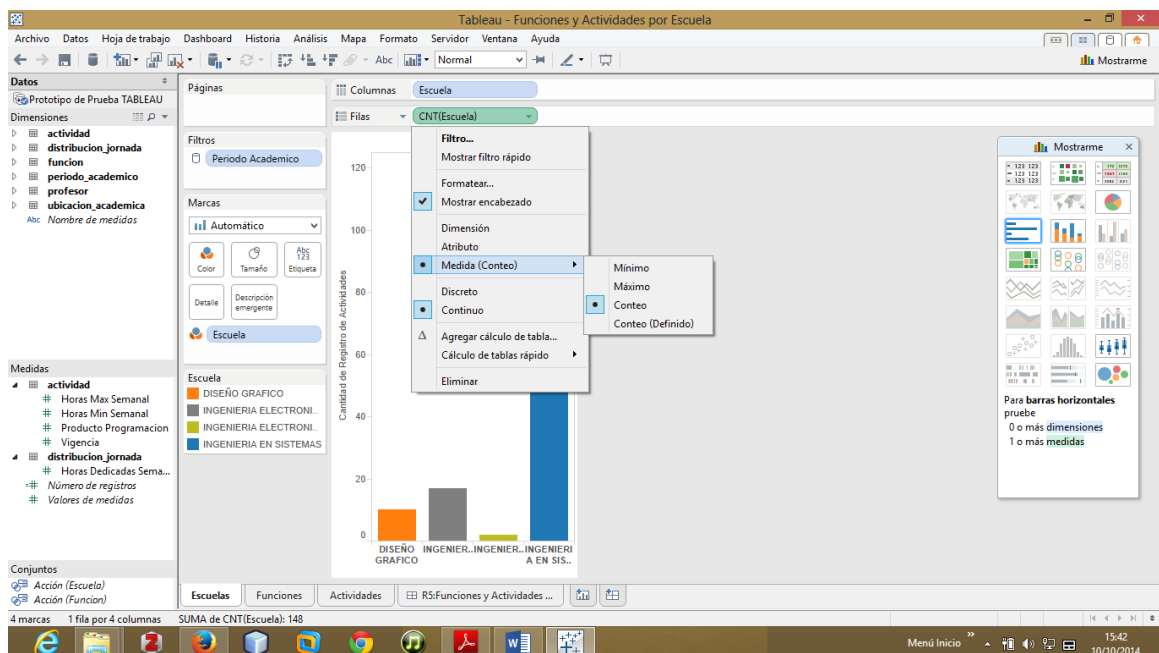 Tableau - Funciones y Actividades por Escuela
Archivo Datos Hoja de trabajo Dashboard Historia Análisis Mapa Formato Servidor Ventana Ayuda
Abc Normal Mostrarme
Datos
Prototipo de Prueba TABLEAU
Dimensiones
actividad
distribucion_jornada
funcion
periodo_academico
profesor
ubicacion_academica
Abc Nombre de medidas
Medidas
actividad
# Horas Max Semanal
# Horas Min Semanal
# Producto Programacion
# Vigencia
distribucion_jornada
# Horas Dedicadas Sema...
=# Número de registros
# Valores de medidas
Conjuntos
Acción (Escuela)
Acción (Funcion)
Páginas
Filtros
Periodo Academico
Marcas
Automático
Color
Tamaño
Abc
123
Etiqueta
Detalle
Descripción
emergente
Escuela
Escuela
DISEÑO GRAFICO
INGENIERIA ELECTRONI..
INGENIERIA ELECTRONI..
INGENIERIA EN SISTEMAS
Columnas Escuela
Filas CNT(Escuela)
Filtro...
Mostrar filtro rápido
Formatear...
Mostrar encabezado
Dimensión
Atributo
Medida (Conteo)
Discreto
Continuo
Δ Agregar cálculo de tabla...
Cálculo de tablas rápido
Eliminar
Mínimo
Máximo
Conteo
Conteo (Definido)
Cantidad de Registro de Actividades
120
100
80
60
40
20
0
DISEÑO
GRAFICO
INGENIER..
INGENIER..
INGENIERI
A EN SIS..
Mostrarme
Para barras horizontales
pruebe
0 o más dimensiones
1 o más medidas
Escuelas Funciones Actividades R5:Funciones y Actividades ...
4 marcas 1 fila por 4 columnas SUMA de CNT(Escuela): 148
Menú Inicio
15:42
10/10/2014